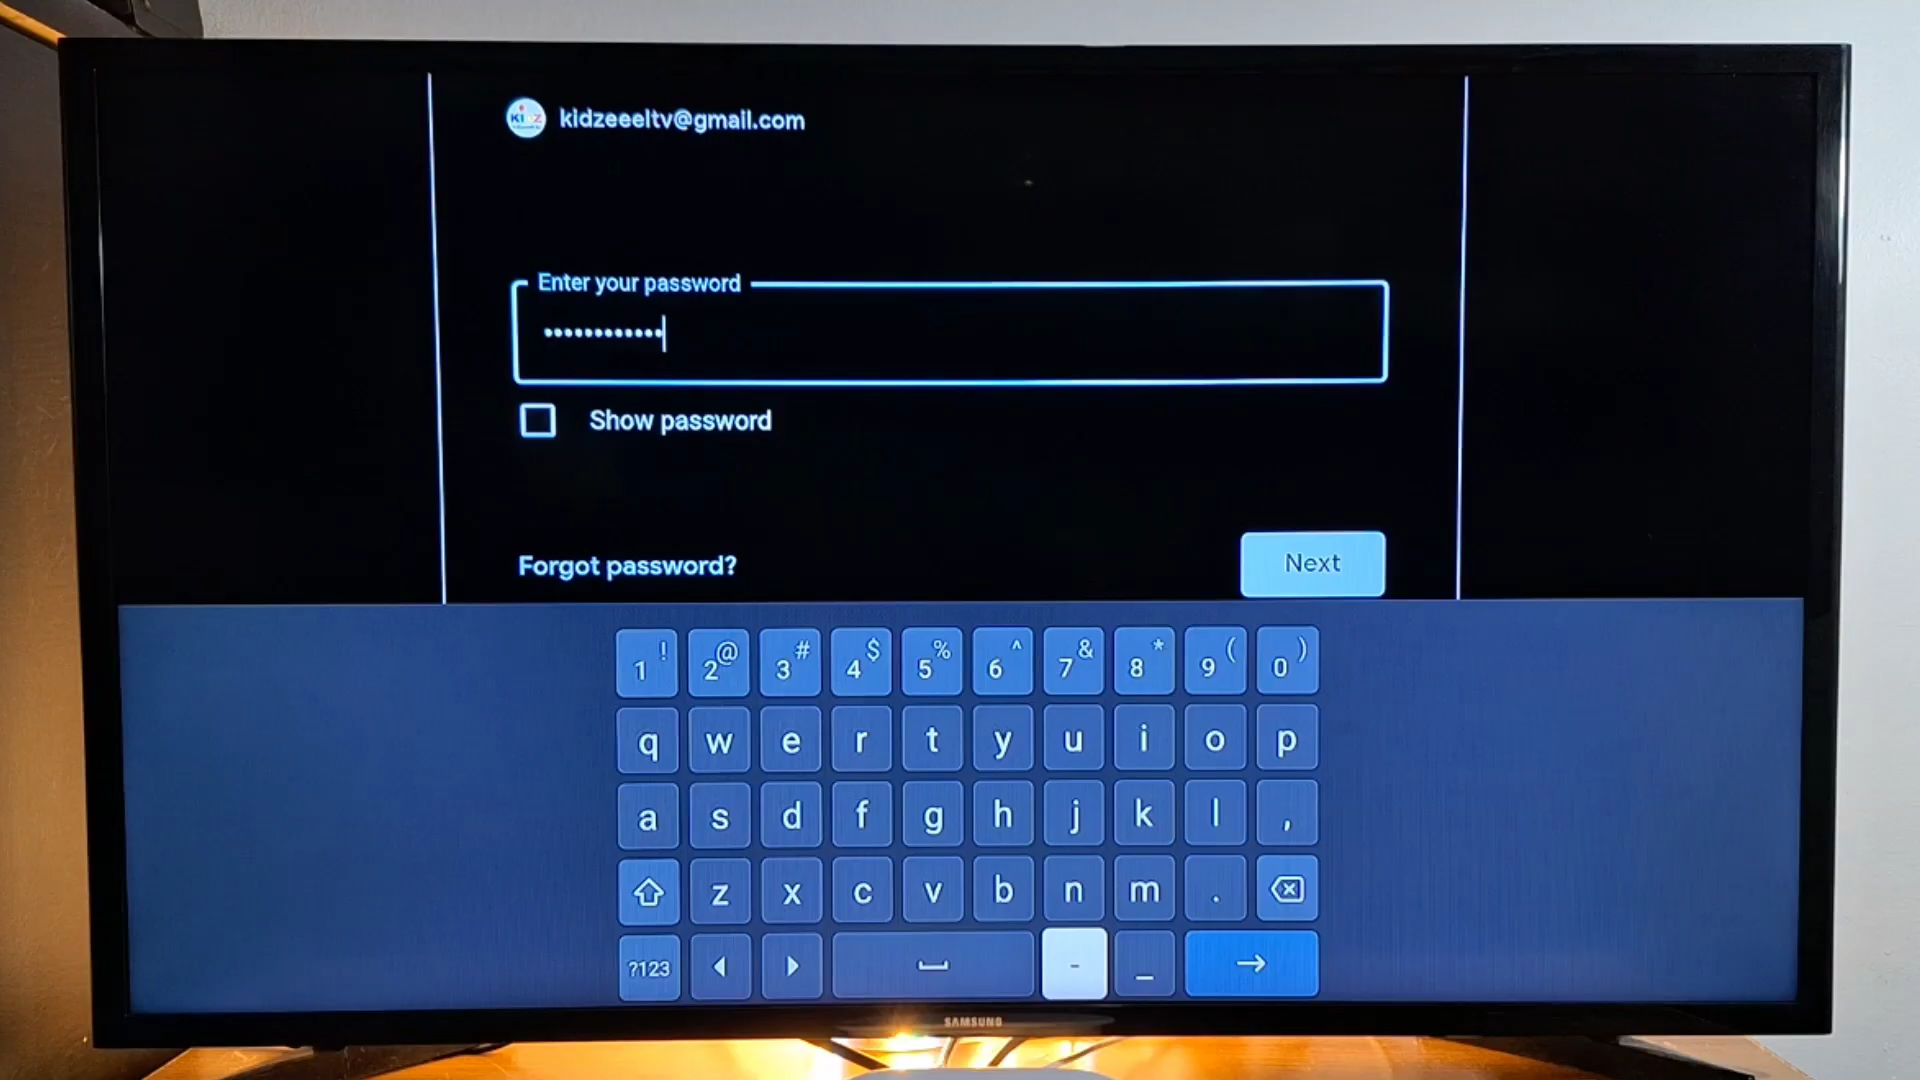 KIDZ
kidzeeeltv@gmail.com
Enter your password
••••••••••••
Show password
Forgot password?
Next
1 ! 2 @ 3 # 4 $ 5 % 6 ^ 7 & 8 * 9 ( 0 )
q w e r t y u i o p
a s d f g h j k l ,
z x c v b n m .
?123 - _
SAMSUNG